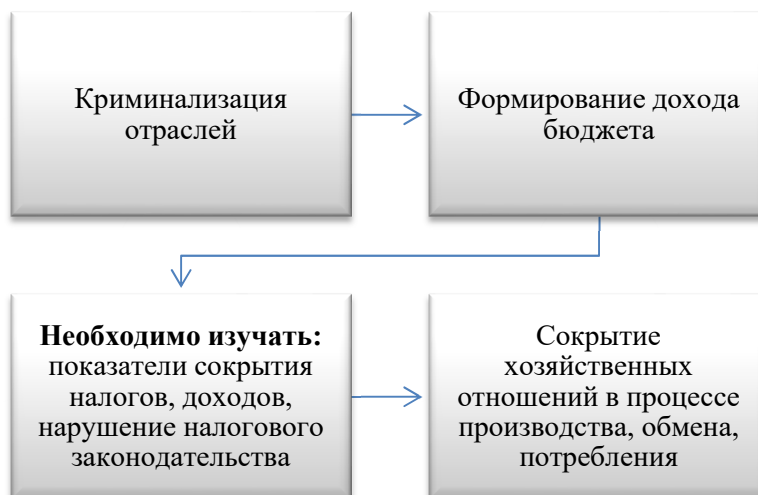 Криминализация
отраслей
Формирование дохода
бюджета
Необходимо изучать:
показатели сокрытия
налогов, доходов,
нарушение налогового
законодательства
Сокрытие
хозяйственных
отношений в процессе
производства, обмена,
потребления